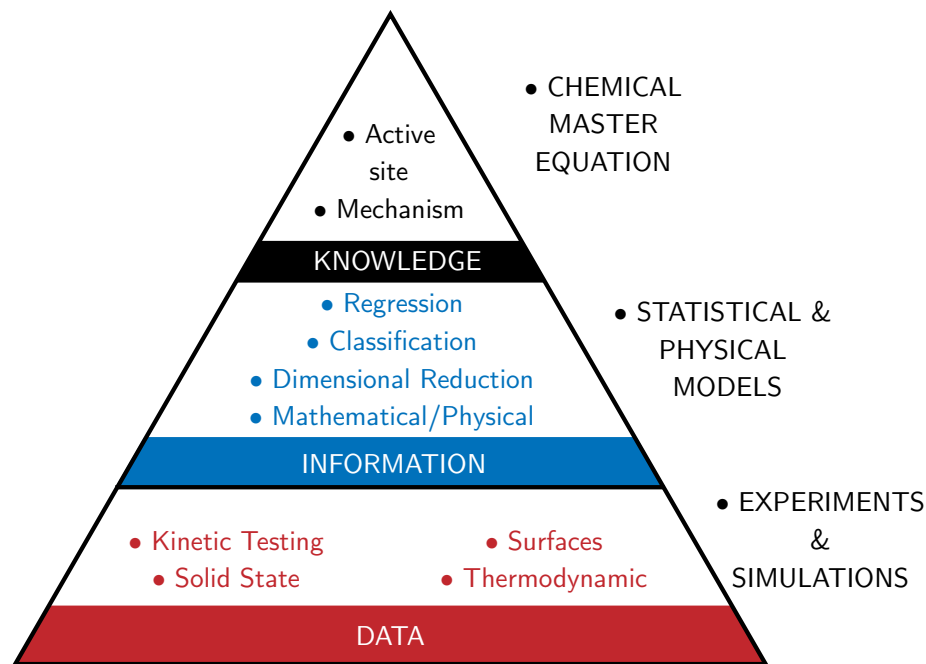 • CHEMICAL
MASTER
EQUATION
• Active
site
• Mechanism
KNOWLEDGE
• Regression
• Classification
• Dimensional Reduction
• Mathematical/Physical
• STATISTICAL &
PHYSICAL
MODELS
INFORMATION
• EXPERIMENTS
&
SIMULATIONS
• Kinetic Testing
• Solid State
• Surfaces
• Thermodynamic
DATA